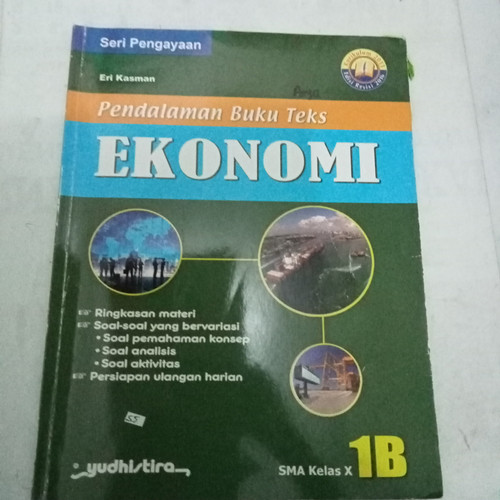 Seri Pengayaan
Eri Kasman
Pendalaman Buku Teks
EKONOMI
Ringkasan materi
Soal-soal yang bervariasi
• Soal pemahaman konsep
• Soal analisis
• Soal aktivitas
Persiapan ulangan harian
yudhistira
SMA Kelas X 1B